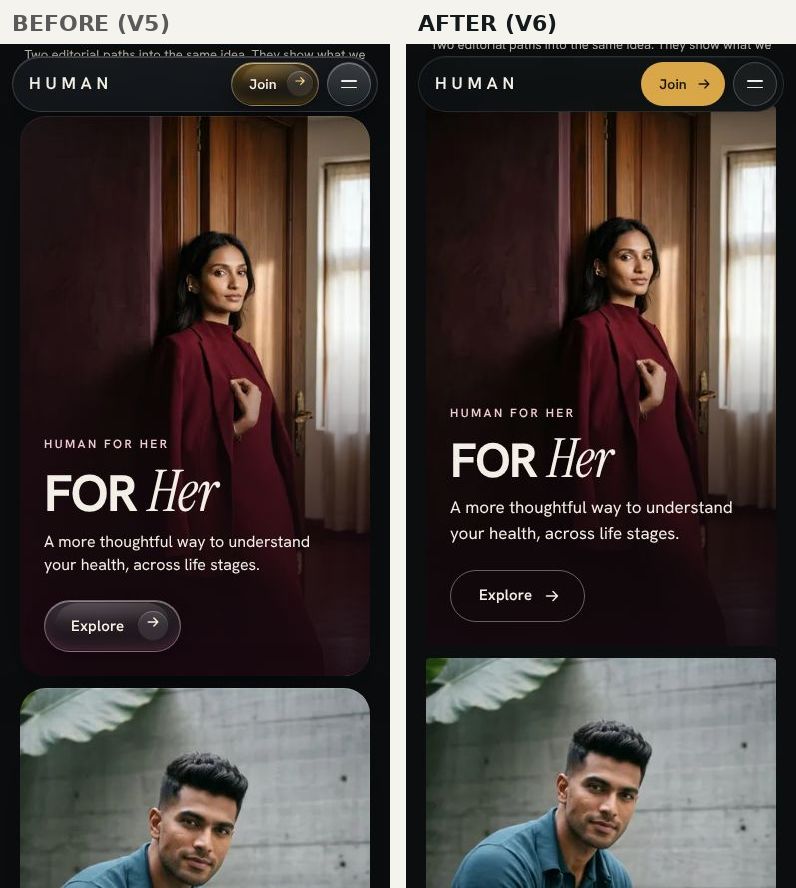 BEFORE (V5)
Two editorial paths into the same idea. They show what we
HUMAN
Join
HUMAN FOR HER
FOR Her
A more thoughtful way to understand
your health, across life stages.
Explore
AFTER (V6)
Two editorial paths into the same idea. They show what we
HUMAN
Join
HUMAN FOR HER
FOR Her
A more thoughtful way to understand
your health, across life stages.
Explore